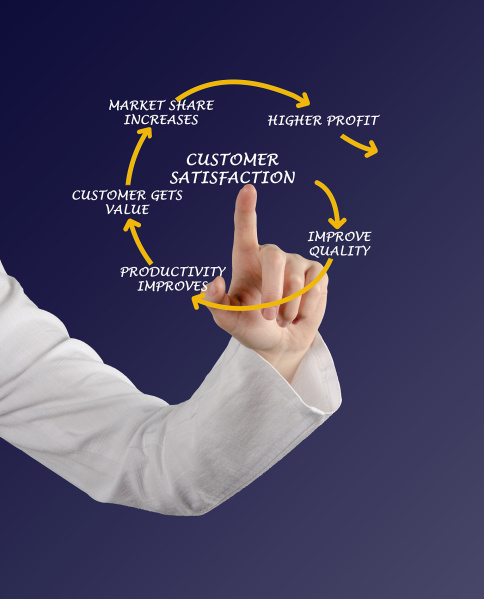 MARKET SHARE
INCREASES
HIGHER PROFIT
CUSTOMER
SATISFACTION
CUSTOMER GETS
VALUE
IMPROVE
QUALITY
PRODUCTIVITY
IMPROVES